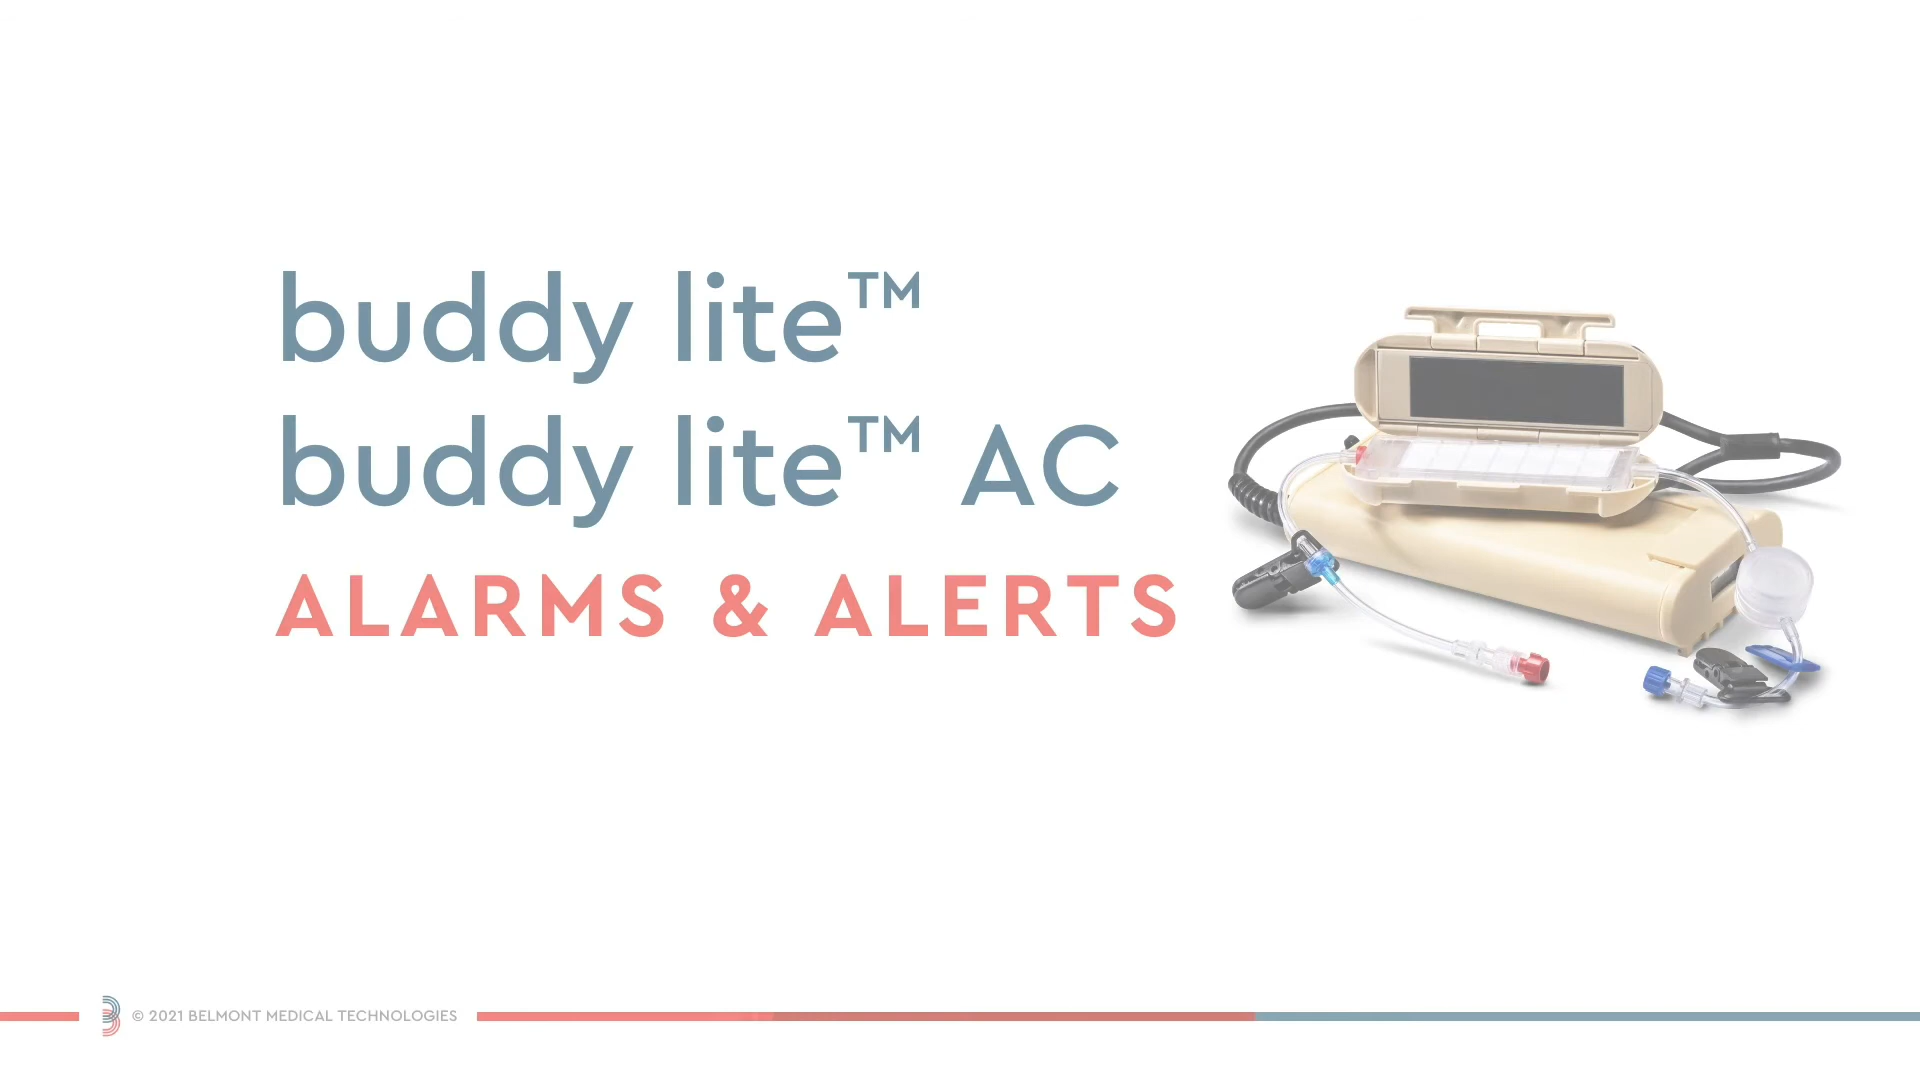 buddy lite™
buddy lite™ AC
ALARMS & ALERTS
© 2021 BELMONT MEDICAL TECHNOLOGIES